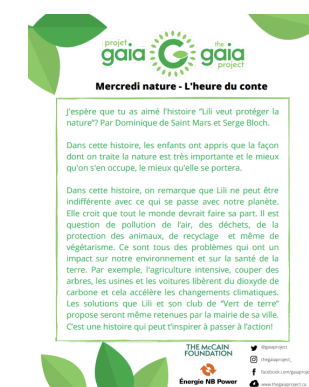 projet gaia
the gaia project
Mercredi nature - L'heure du conte
J'espère que tu as aimé l'histoire "Lili veut protéger la
nature"? Par Dominique de Saint Mars et Serge Bloch.
Dans cette histoire, les enfants ont appris que la façon
dont on traite la nature est très importante et le mieux
qu'on s'en occupe, le mieux qu'elle se portera.
Dans cette histoire, on remarque que Lili ne peut être
indifférente avec ce qui se passe avec notre planète.
Elle croit que tout le monde devrait faire sa part. Il est
question de pollution de l'air, des déchets, de la
protection des animaux, de recyclage et même de
végétarisme. Ce sont tous des problèmes qui ont un
impact sur notre environnement et sur la santé de la
terre. Par exemple, l'agriculture intensive, couper des
arbres, les usines et les voitures libèrent du dioxyde de
carbone et cela accélère les changements climatiques.
Les solutions que Lili et son club de "Vert de terre"
propose seront même retenues par la mairie de sa ville.
C'est une histoire qui peut t'inspirer à passer à l'action!
THE McCAIN
FOUNDATION
Énergie NB Power
@gaiaproject
@thegaiaproject_
facebook.com/gaiaproje
www.thegaiaproject.ca